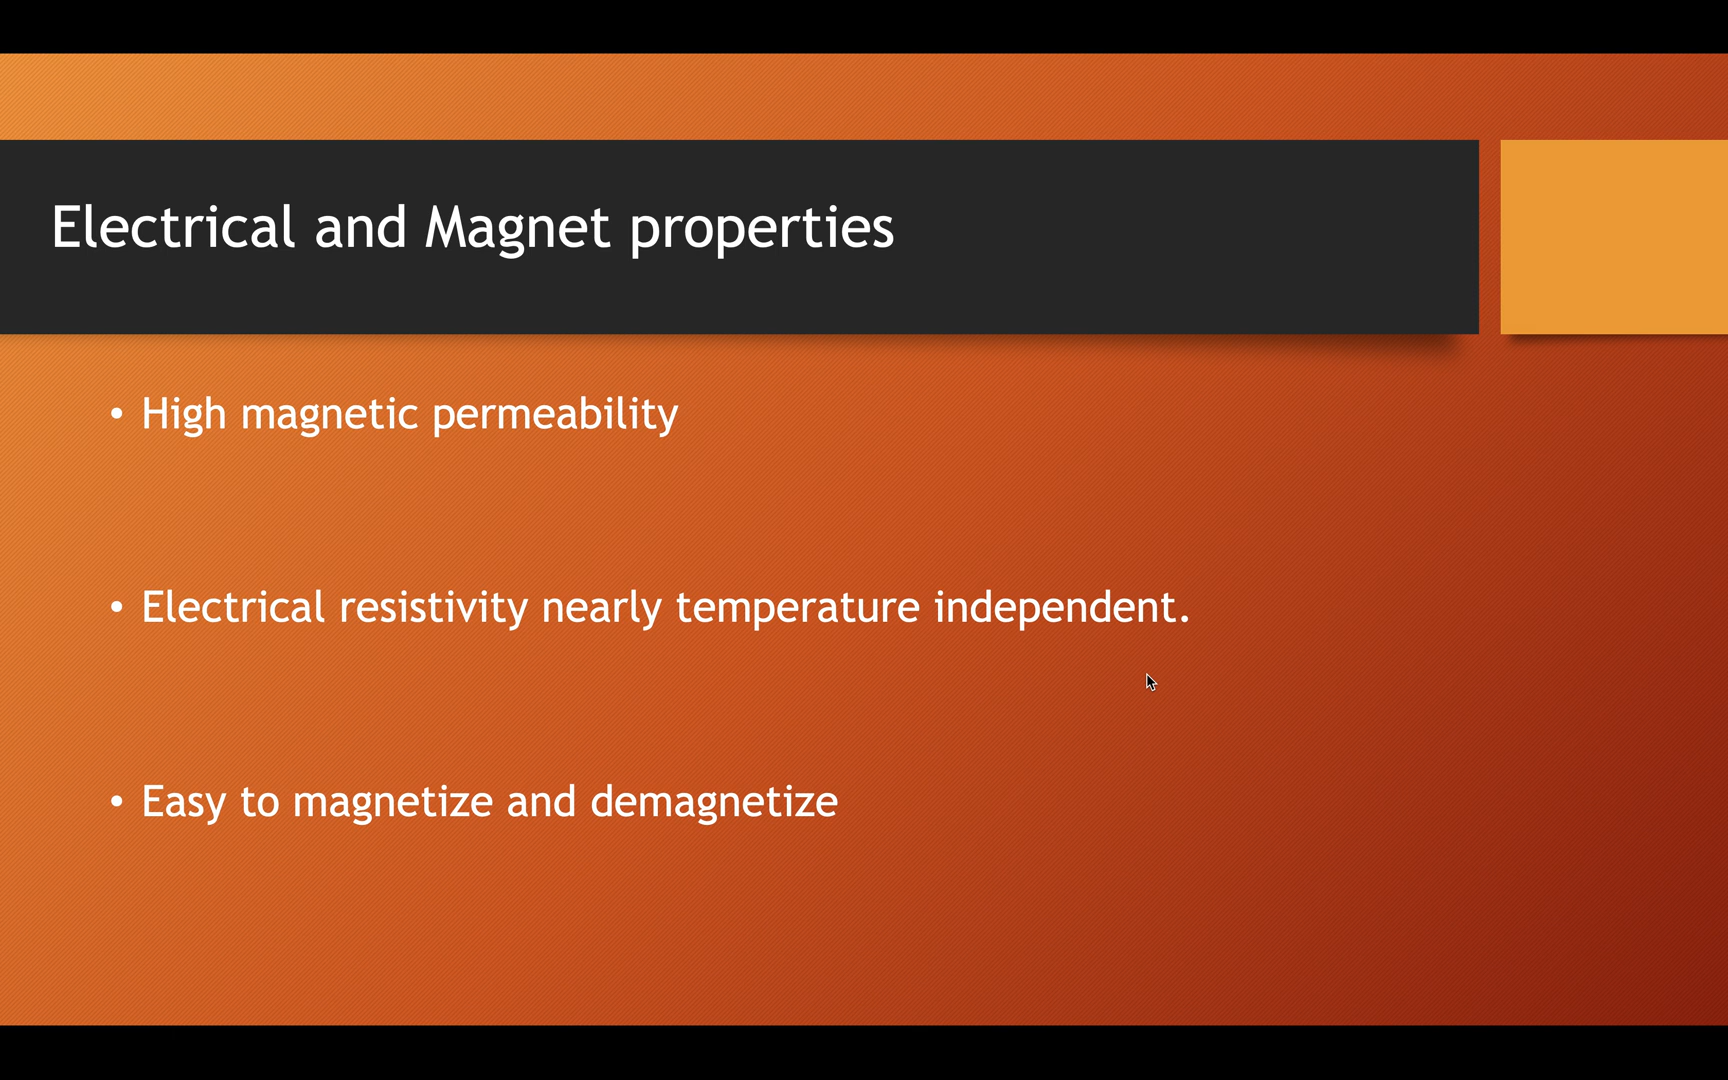 Electrical and Magnet properties
• High magnetic permeability
• Electrical resistivity nearly temperature independent.
• Easy to magnetize and demagnetize